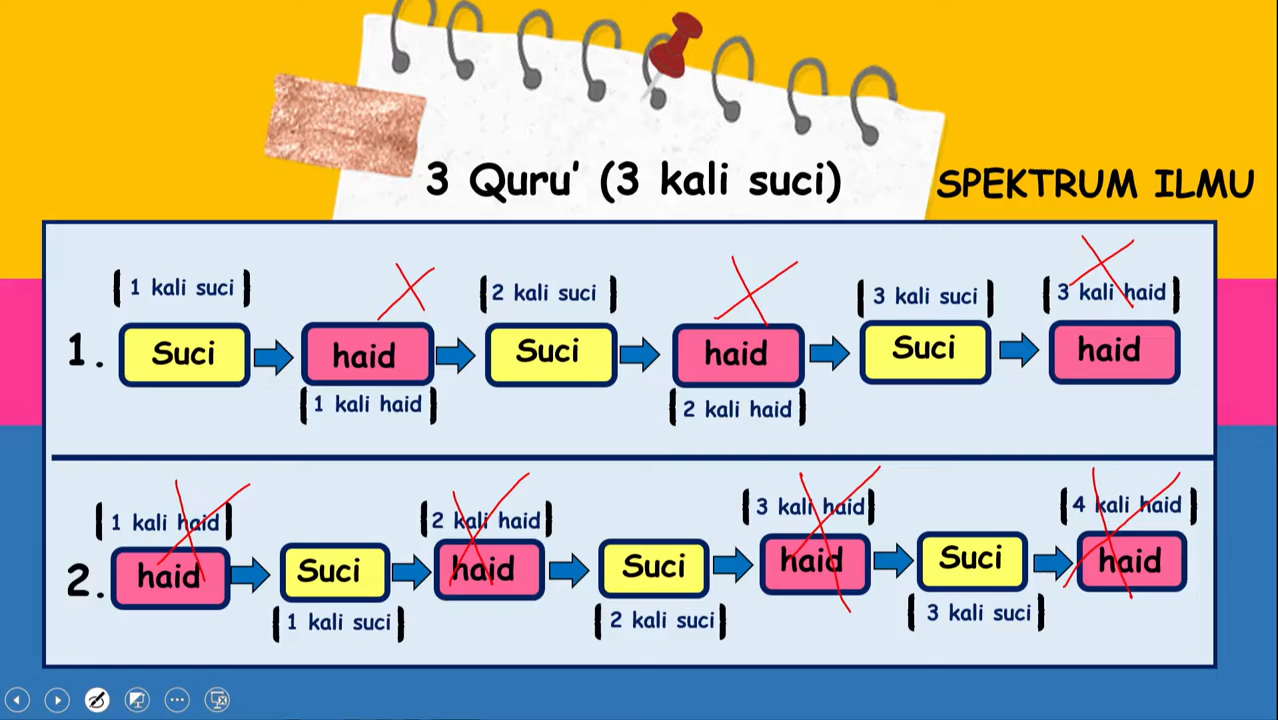 3 Quru’ (3 kali suci)
SPEKTRUM ILMU
[ 1 kali suci ]
[ 2 kali suci ]
[ 3 kali suci ]
[ 3 kali haid ]
1. Suci haid Suci haid Suci haid
[ 1 kali haid ]
[ 2 kali haid ]
[ 1 kali haid ]
[ 2 kali haid ]
[ 3 kali haid ]
[ 4 kali haid ]
2. haid Suci haid Suci haid Suci haid
[ 1 kali suci ]
[ 2 kali suci ]
[ 3 kali suci ]